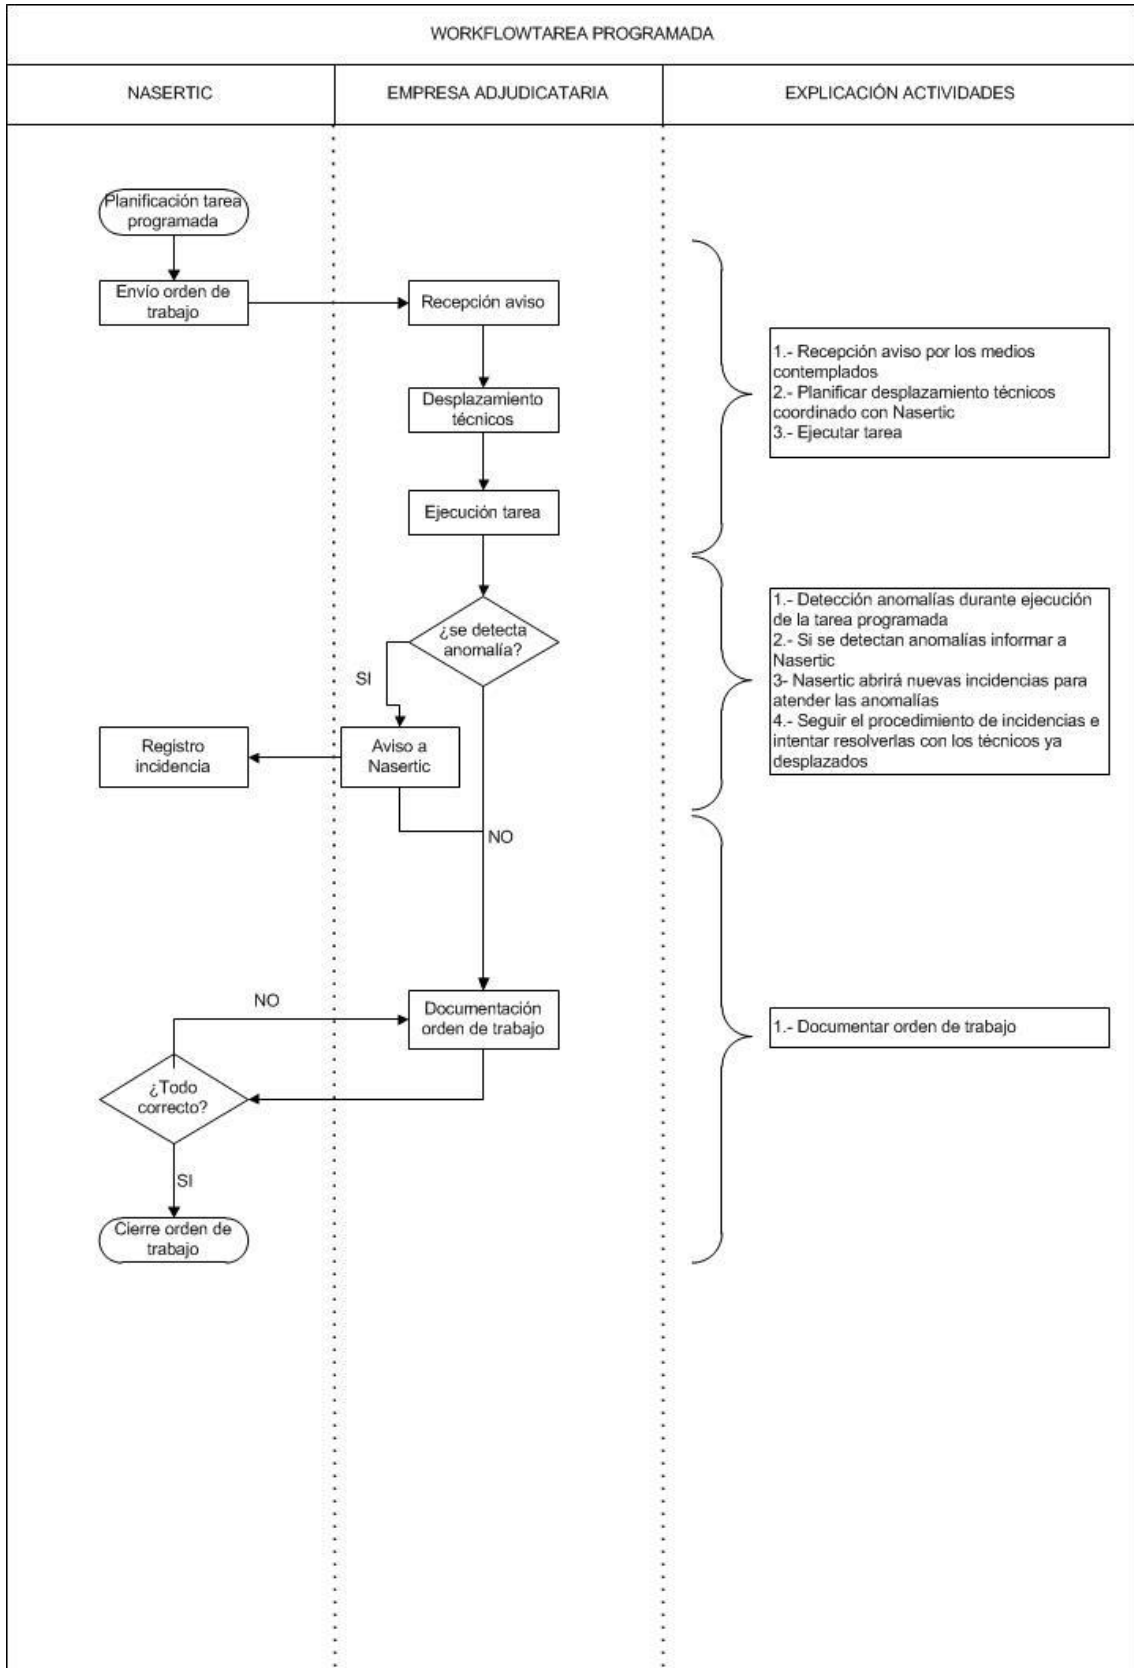 WORKFLOWTAREA PROGRAMADA
NASERTIC
EMPRESA ADJUDICATARIA
EXPLICACIÓN ACTIVIDADES
Planificación tarea
programada
Envío orden de
trabajo
Recepción aviso
Desplazamiento
técnicos
Ejecución tarea
1.- Recepción aviso por los medios
contemplados
2.- Planificar desplazamiento técnicos
coordinado con Nasertic
3.- Ejecutar tarea
¿se detecta
anomalía?
SI
Aviso a
Nasertic
Registro
incidencia
NO
1.- Detección anomalías durante ejecución
de la tarea programada
2.- Si se detectan anomalías informar a
Nasertic
3- Nasertic abrirá nuevas incidencias para
atender las anomalías
4.- Seguir el procedimiento de incidencias e
intentar resolverlas con los técnicos ya
desplazados
NO
Documentación
orden de trabajo
1.- Documentar orden de trabajo
¿Todo
correcto?
SI
Cierre orden de
trabajo